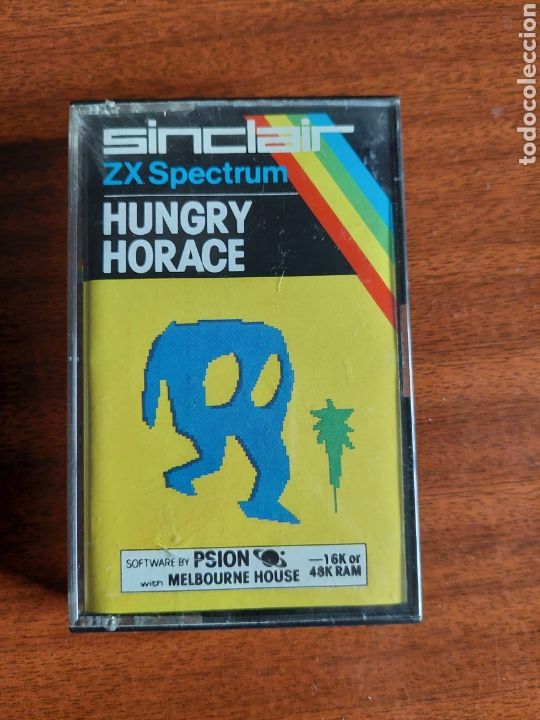 sinclair
ZX Spectrum
HUNGRY
HORACE
SOFTWARE BY PSION
with MELBOURNE HOUSE
—16K or
48K RAM
todocoleccion